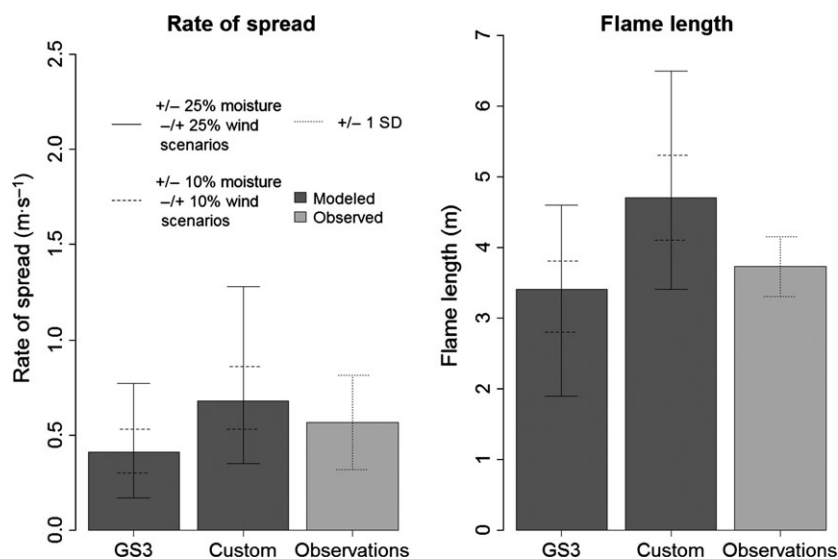 Rate of spread
Rate of spread (m·s⁻¹)
2.5
2.0
1.5
1.0
0.5
0.0
+/− 25% moisture
−/+ 25% wind
scenarios
+/− 1 SD
+/− 10% moisture
−/+ 10% wind
scenarios
Modeled
Observed
GS3 Custom Observations
Flame length
Flame length (m)
7
6
5
4
3
2
1
0
GS3 Custom Observations